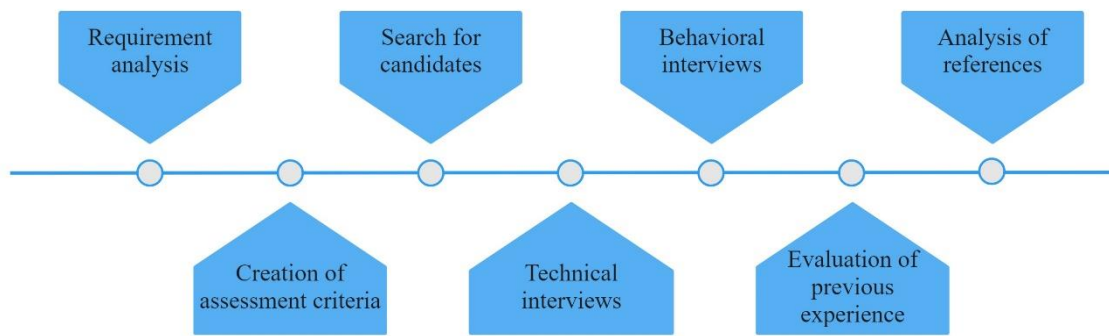 Requirement
analysis
Search for
candidates
Behavioral
interviews
Analysis of
references
Creation of
assessment criteria
Technical
interviews
Evaluation of
previous
experience